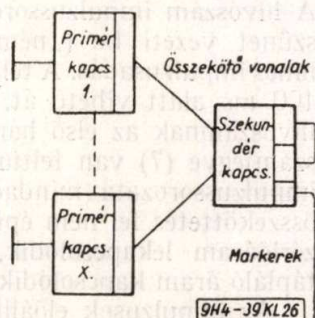 Primér
kapcs.
1.
Összekötő vonalak
Szekun-
dér
kapcs.
Primér
kapcs.
X.
Markerek
9H4-39KL26